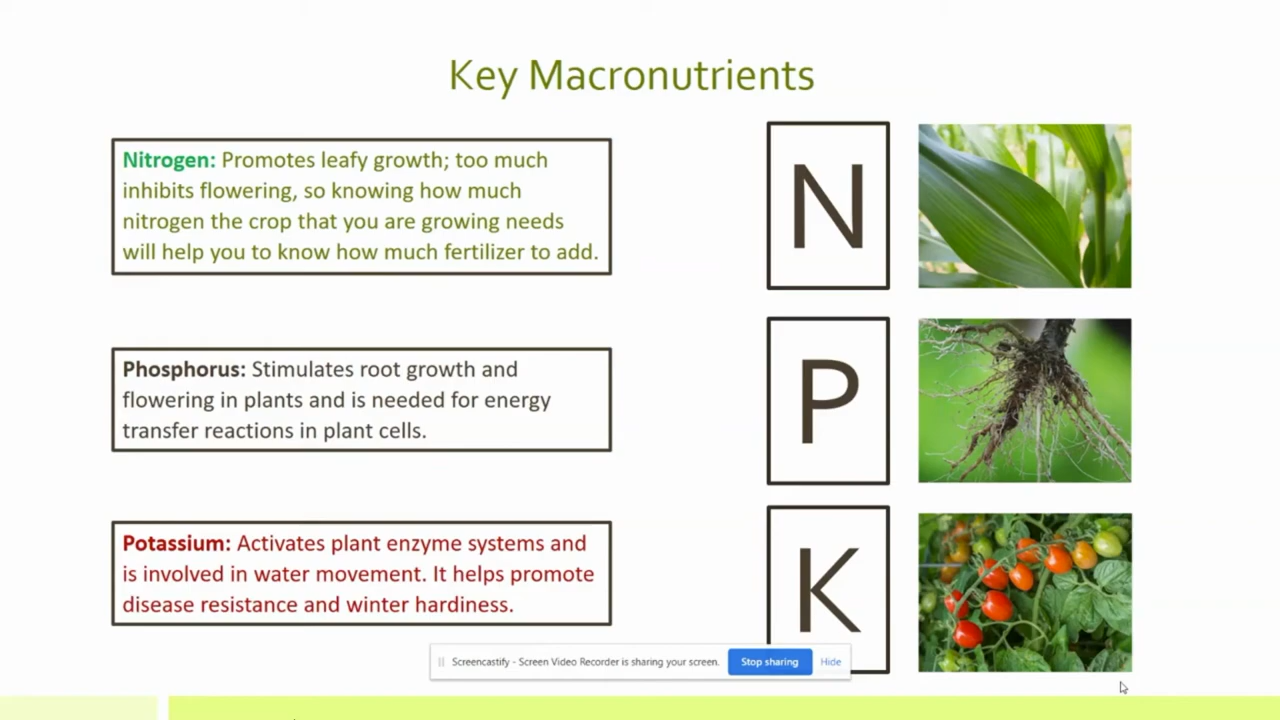 Key Macronutrients
Nitrogen: Promotes leafy growth; too much
inhibits flowering, so knowing how much
nitrogen the crop that you are growing needs
will help you to know how much fertilizer to add.
N
Phosphorus: Stimulates root growth and
flowering in plants and is needed for energy
transfer reactions in plant cells.
P
Potassium: Activates plant enzyme systems and
is involved in water movement. It helps promote
disease resistance and winter hardiness.
K
Screencastify - Screen Video Recorder is sharing your screen. Stop sharing Hide